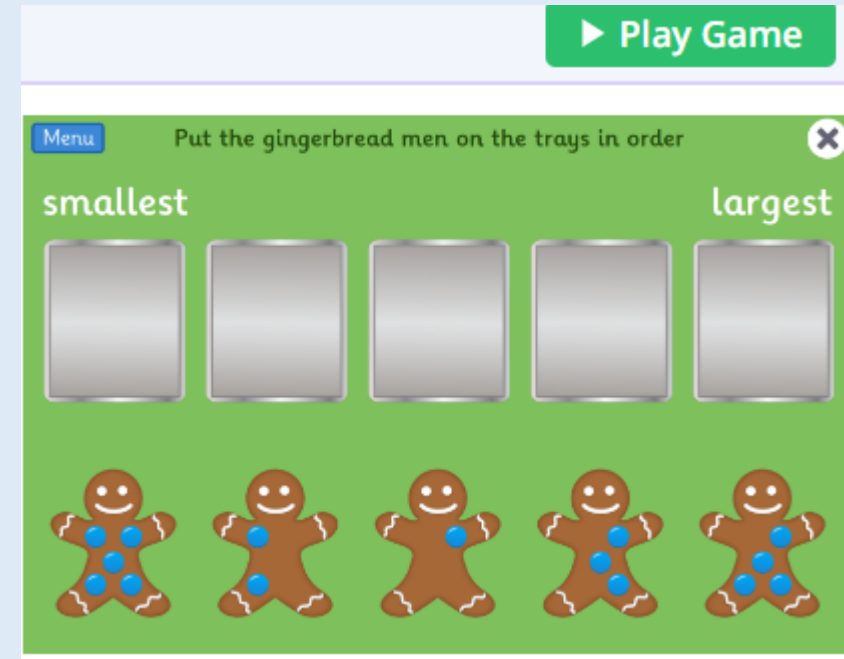 Play Game
Menu
Put the gingerbread men on the trays in order
smallest
largest